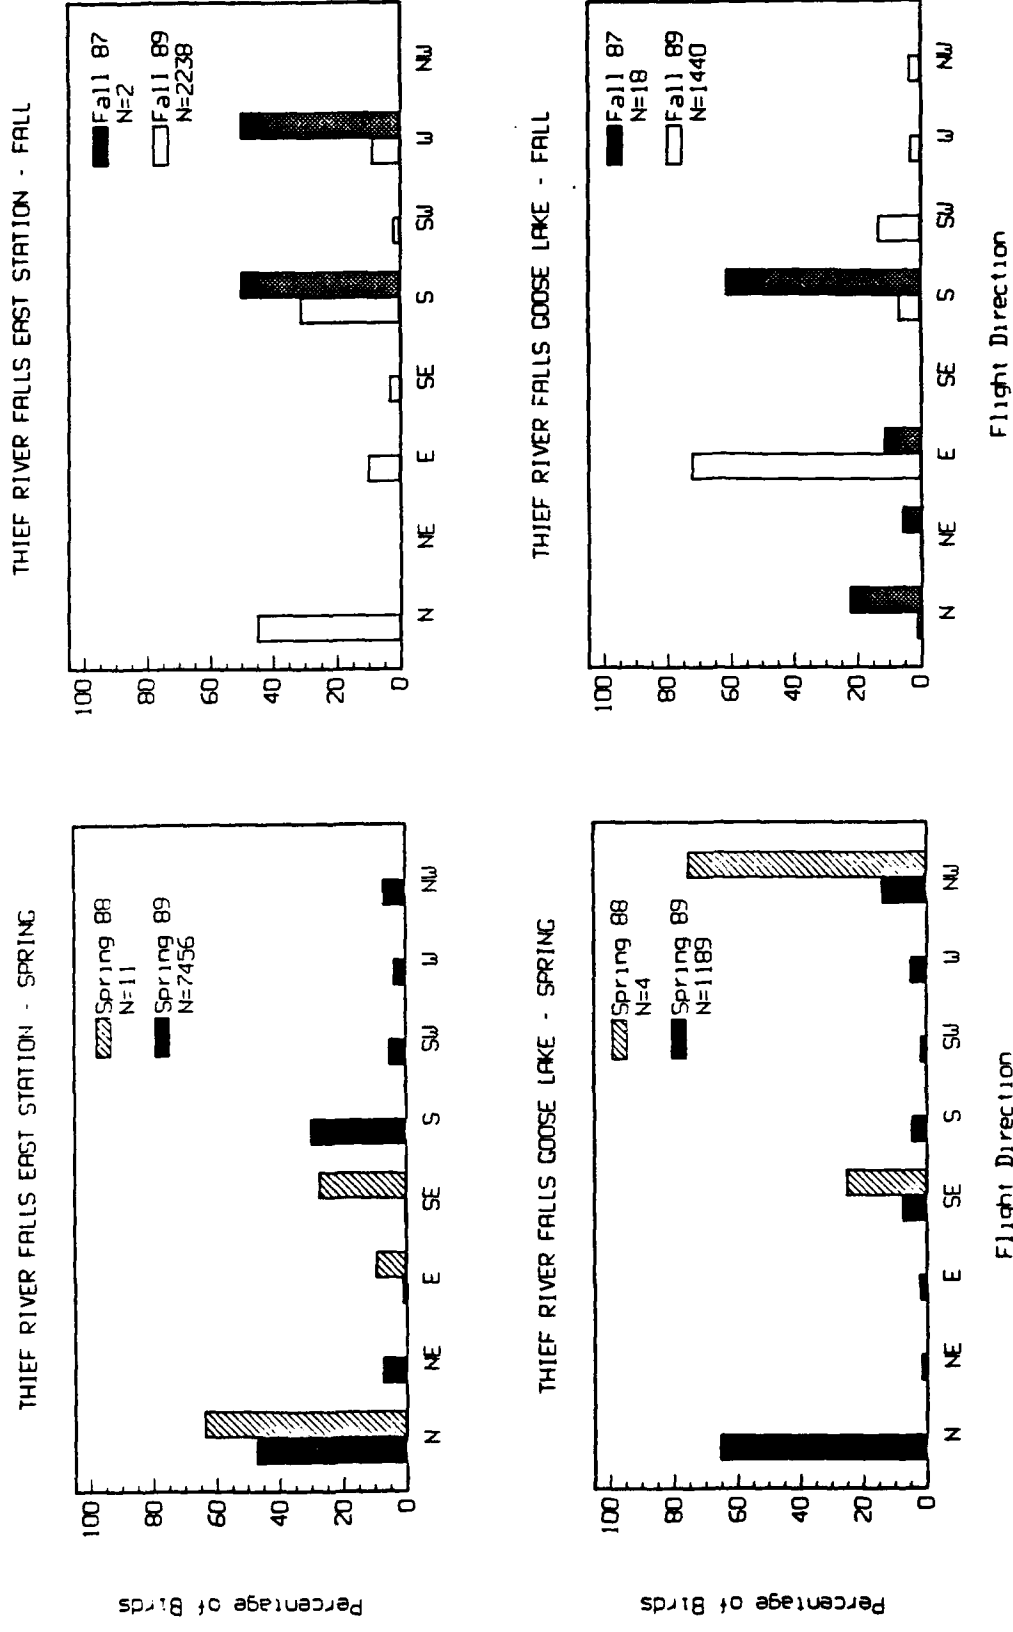 THIEF RIVER FALLS EAST STATION - SPRING
Spring 88
N=11
Spring 89
N=7456
100
80
60
40
20
0
N NE E SE S SW W NW
THIEF RIVER FALLS EAST STATION - FALL
Fall 87
N=2
Fall 89
N=2238
100
80
60
40
20
0
N NE E SE S SW W NW
THIEF RIVER FALLS GOOSE LAKE - SPRING
Spring 88
N=4
Spring 89
N=1189
100
80
60
40
20
0
N NE E SE S SW W NW
Flight Direction
THIEF RIVER FALLS GOOSE LAKE - FALL
Fall 87
N=18
Fall 89
N=1440
100
80
60
40
20
0
N NE E SE S SW W NW
Flight Direction
Percentage of Birds
Percentage of Birds